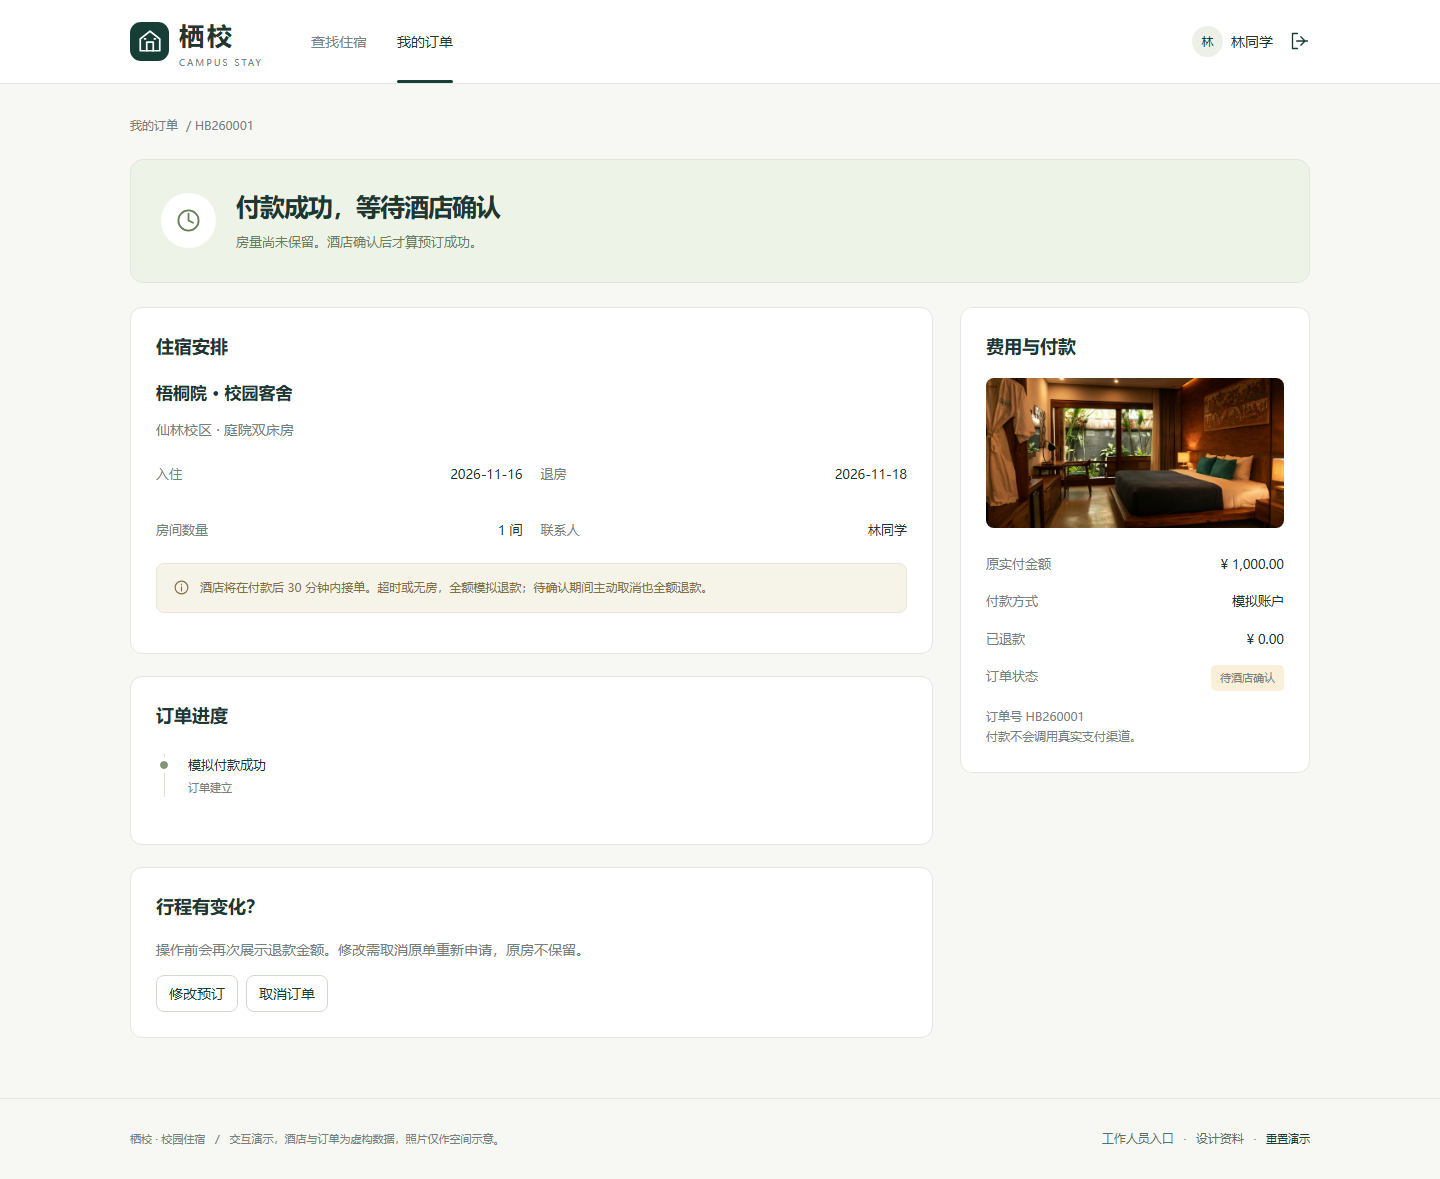 栖校
CAMPUS STAY
查找住宿
我的订单
林
林同学
我的订单 / HB260001
付款成功，等待酒店确认
房量尚未保留。酒店确认后才算预订成功。
住宿安排
梧桐院・校园客舍
仙林校区 · 庭院双床房
入住 2026-11-16 退房 2026-11-18
房间数量 1 间 联系人 林同学
酒店将在付款后 30 分钟内接单。超时或无房，全额模拟退款；待确认期间主动取消也全额退款。
订单进度
模拟付款成功
订单建立
行程有变化？
操作前会再次展示退款金额。修改需取消原单重新申请，原房不保留。
修改预订 取消订单
费用与付款
原实付金额 ¥ 1,000.00
付款方式 模拟账户
已退款 ¥ 0.00
订单状态 待酒店确认
订单号 HB260001
付款不会调用真实支付渠道。
栖校 · 校园住宿 / 交互演示，酒店与订单为虚构数据，照片仅作空间示意。
工作人员入口 · 设计资料 · 重置演示